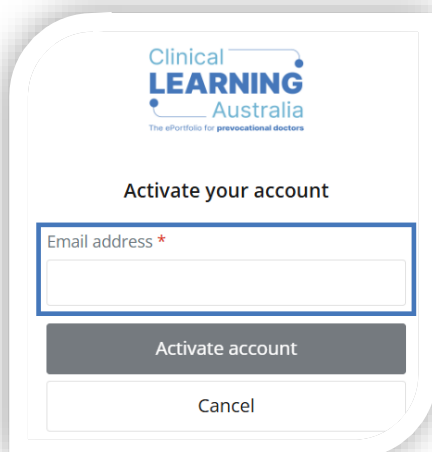 Clinical
LEARNING
Australia
The ePortfolio for prevocational doctors
Activate your account
Email address *
Activate account
Cancel